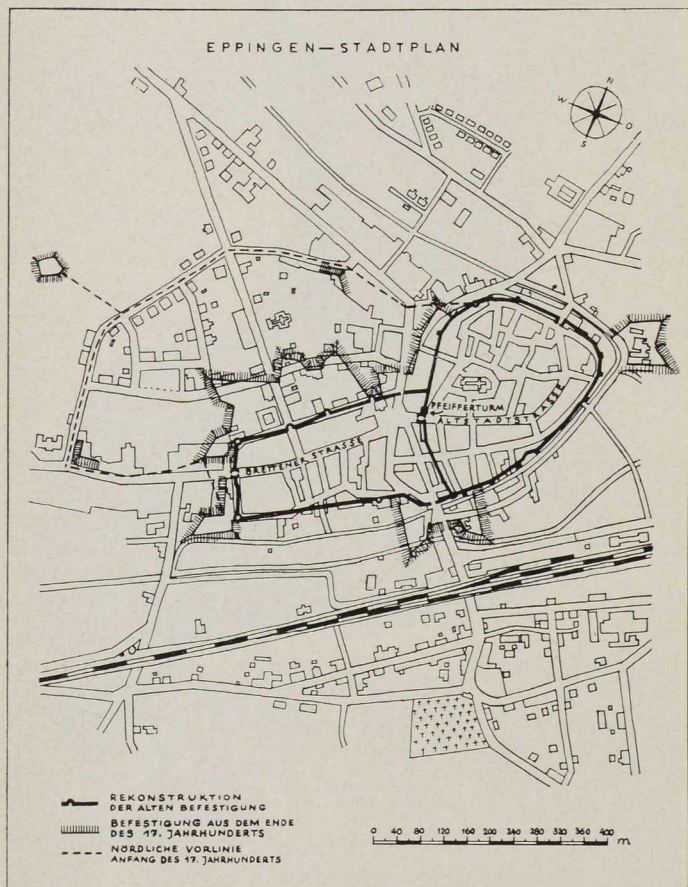 EPPINGEN—STADTPLAN
N
W
O
S
PFEIFFERTURM
ALTSTADTSTRASSE
BRETTENER STRASSE
REKONSTRUKTION
DER ALTEN BEFESTIGUNG
BEFESTIGUNG AUS DEM ENDE
DES 17. JAHRHUNDERTS
NÖRDLICHE VORLINIE
ANFANG DES 17. JAHRHUNDERTS
0 40 80 120 160 200 240 280 320 360 400 m